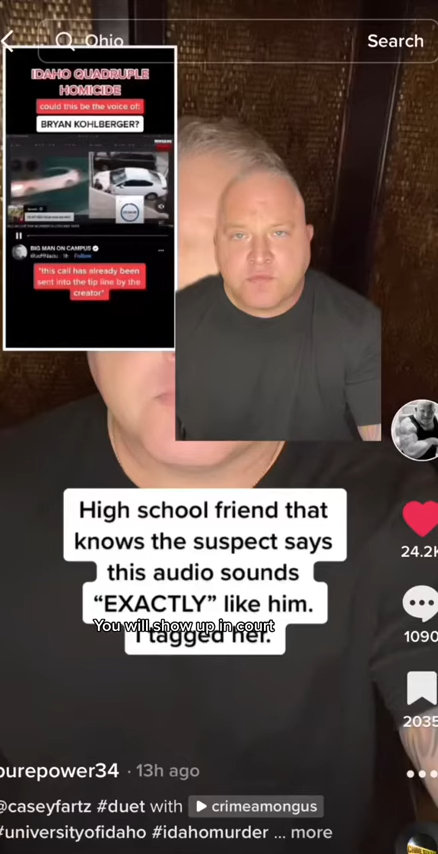 Ohio
Search
IDAHO QUADRUPLE
HOMICIDE
could this be the voice of:
BRYAN KOHLBERGER?
BIG MAN ON CAMPUS
Follow
"this call has already been
sent into the tip line by the
creator"
High school friend that
knows the suspect says
this audio sounds
“EXACTLY” like him.
I tagged her.
You will show up in court
24.2K
1090
2035
purepower34 · 13h ago
@caseyfartz #duet with ▶ crimeamongus
#universityofidaho #idahomurder ... more